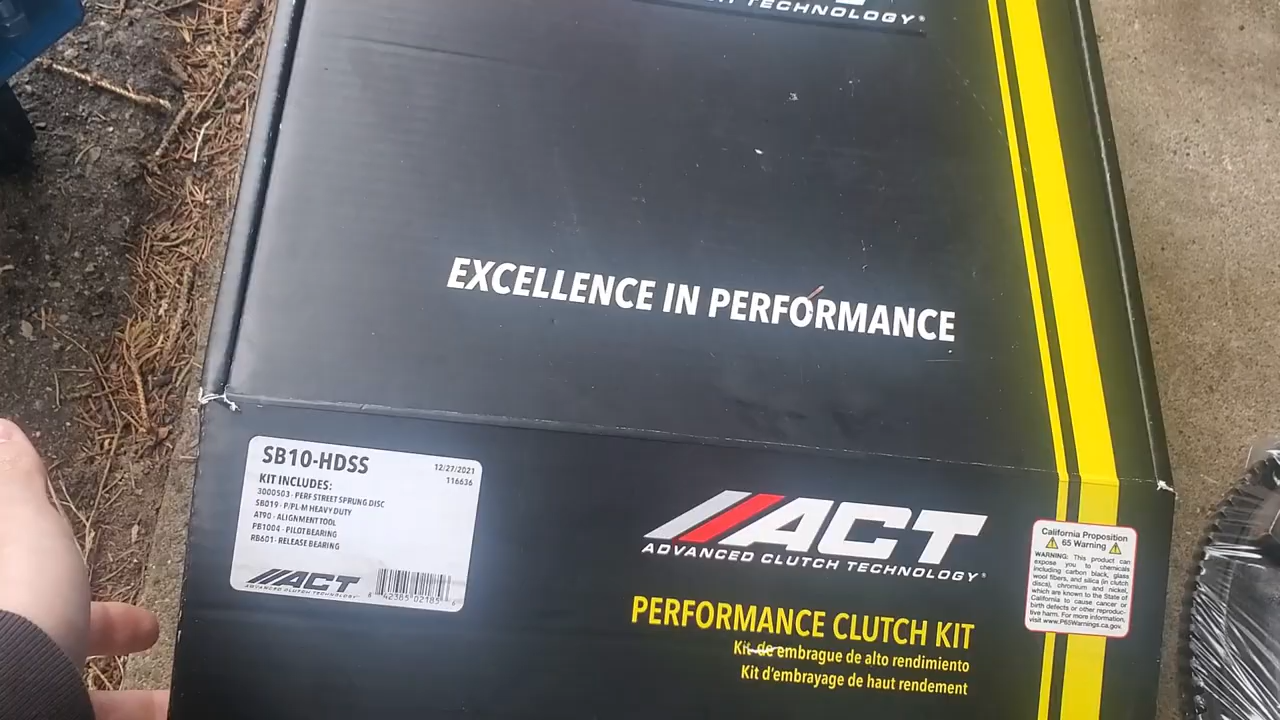 TECHNOLOGY®
EXCELLENCE IN PERFORMANCE
SB10-HDSS
12/27/2021
116636
KIT INCLUDES:
3000503 - PERF STREET SPRUNG DISC
SB019 - P/PL-M HEAVY DUTY
AT90 - ALIGNMENT TOOL
PB1004 - PILOT BEARING
RB601 - RELEASE BEARING
ACT
ADVANCED CLUTCH TECHNOLOGY
ACT
ADVANCED CLUTCH TECHNOLOGY®
PERFORMANCE CLUTCH KIT
Kit de embrague de alto rendimiento
Kit d'embrayage de haut rendement
California Proposition
65 Warning
WARNING: This product can
expose you to chemicals
including carbon black, glass
wool fibers, and silica (in clutch
discs), chromium and nickel,
which are known to the State of
California to cause cancer or
birth defects or other reproduc-
tive harm. For more information,
visit www.P65Warnings.ca.gov.